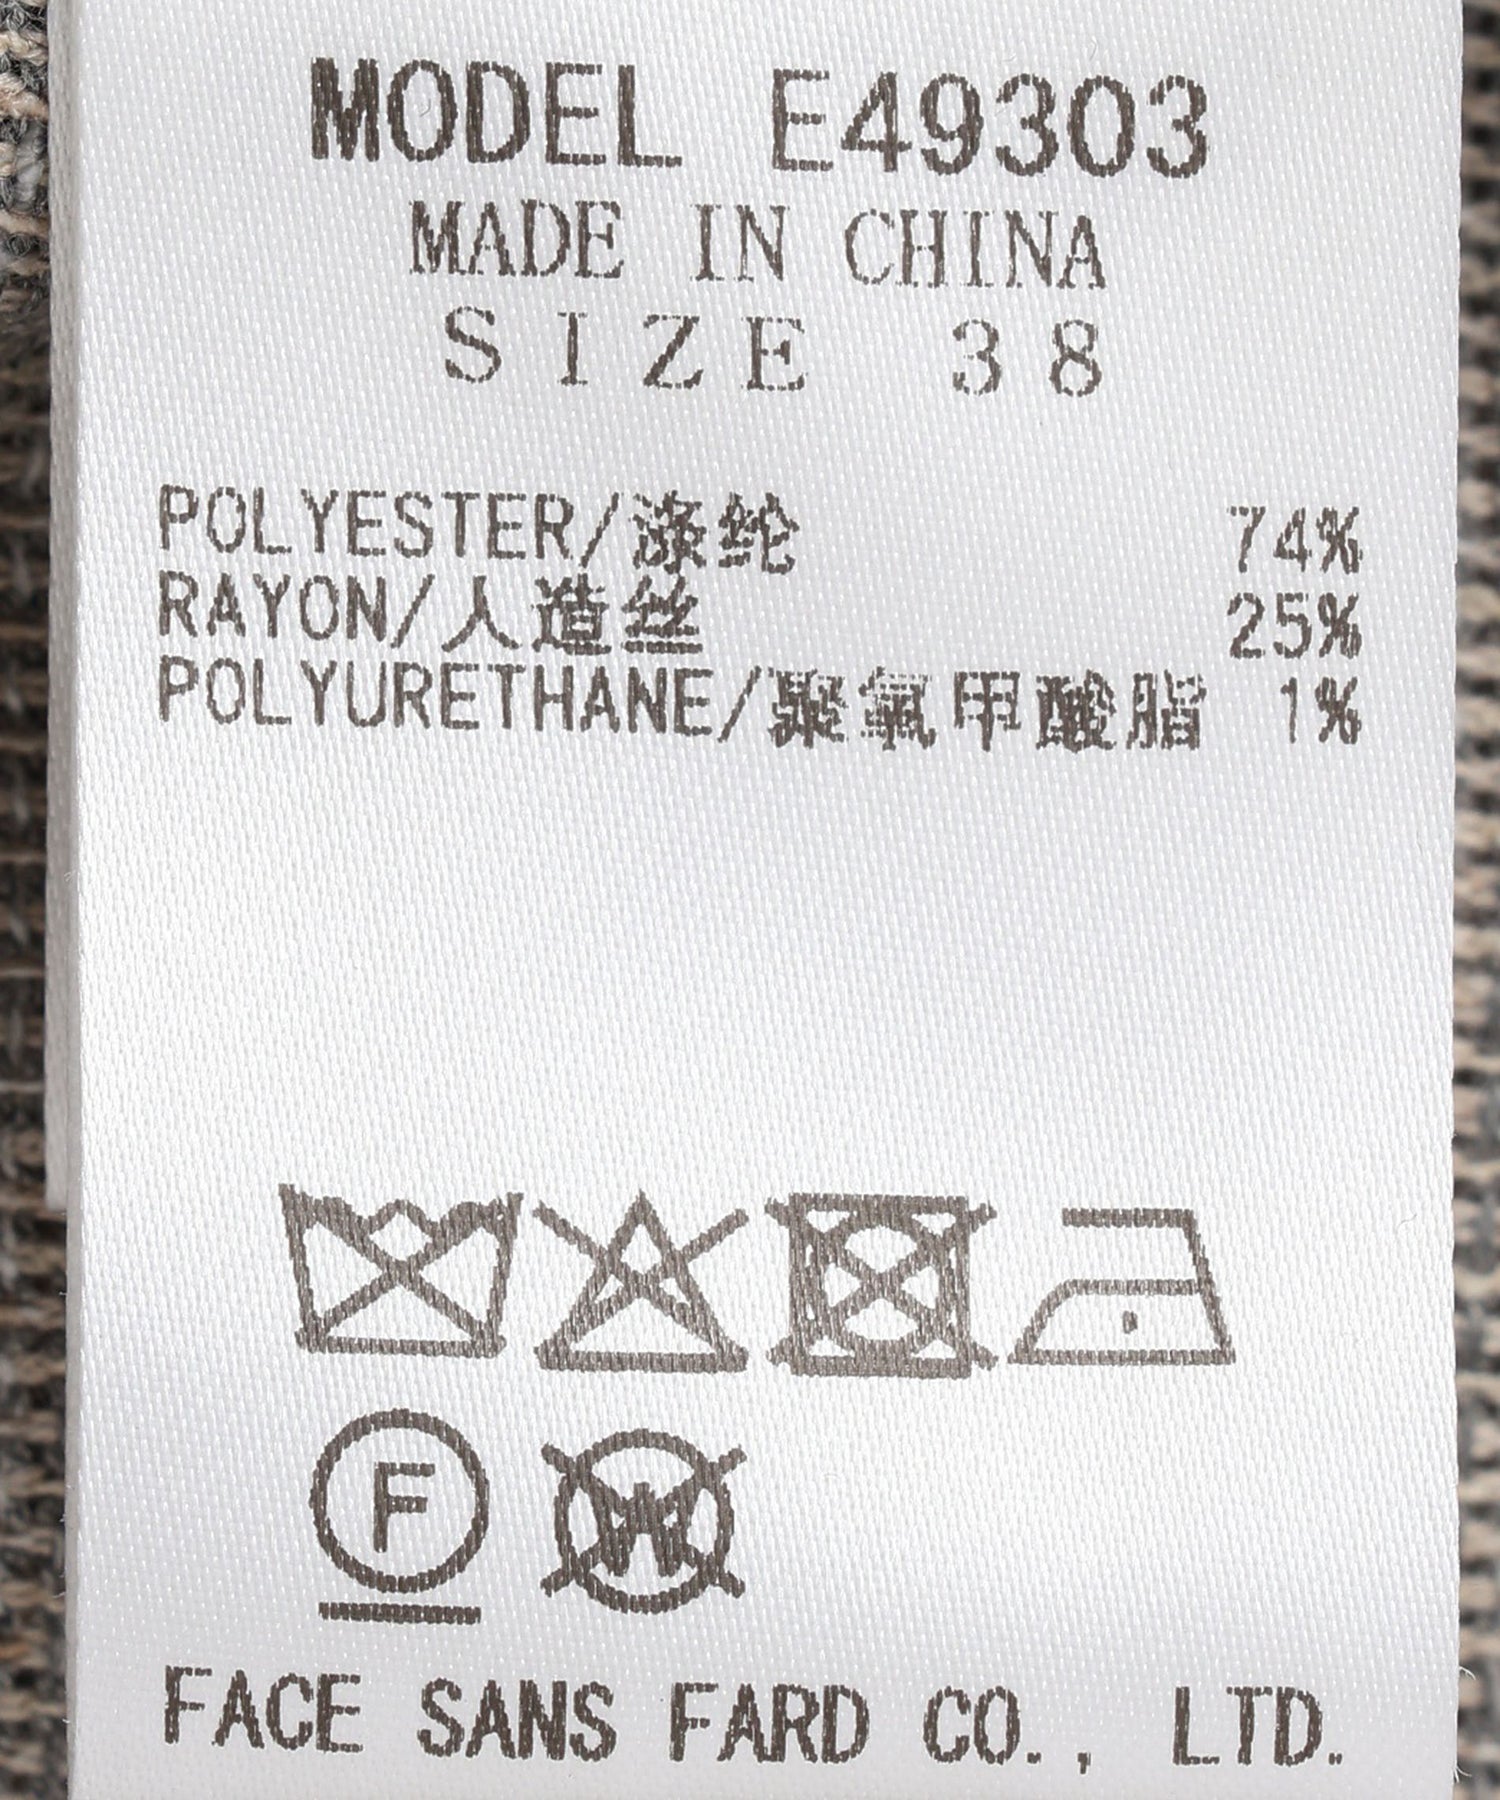 MODEL E49303
MADE IN CHINA
SIZE 38
POLYESTER/涤纶 74%
RAYON/人造丝 25%
POLYURETHANE/聚氨甲酸脂 1%
F W
FACE SANS FARD CO., LTD.